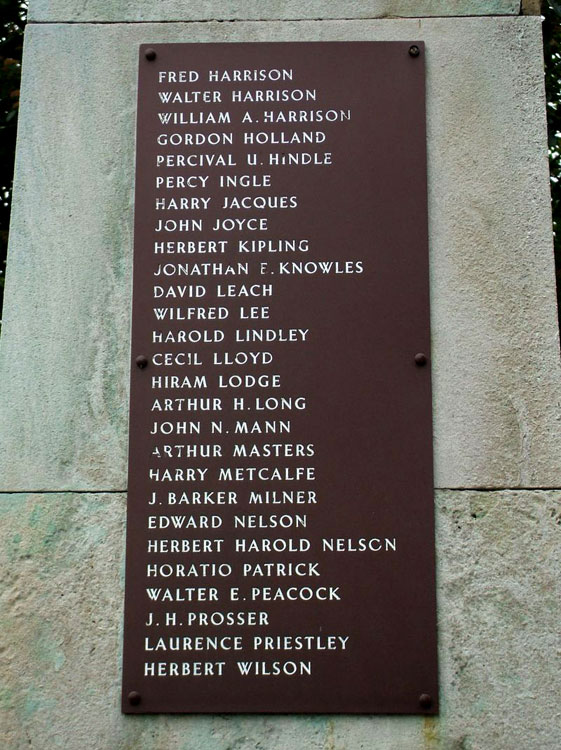 FRED HARRISON
WALTER HARRISON
WILLIAM A. HARRISON
GORDON HOLLAND
PERCIVAL U. HINDLE
PERCY INGLE
HARRY JACQUES
JOHN JOYCE
HERBERT KIPLING
JONATHAN E. KNOWLES
DAVID LEACH
WILFRED LEE
HAROLD LINDLEY
CECIL LLOYD
HIRAM LODGE
ARTHUR H. LONG
JOHN N. MANN
ARTHUR MASTERS
HARRY METCALFE
J. BARKER MILNER
EDWARD NELSON
HERBERT HAROLD NELSON
HORATIO PATRICK
WALTER E. PEACOCK
J. H. PROSSER
LAURENCE PRIESTLEY
HERBERT WILSON